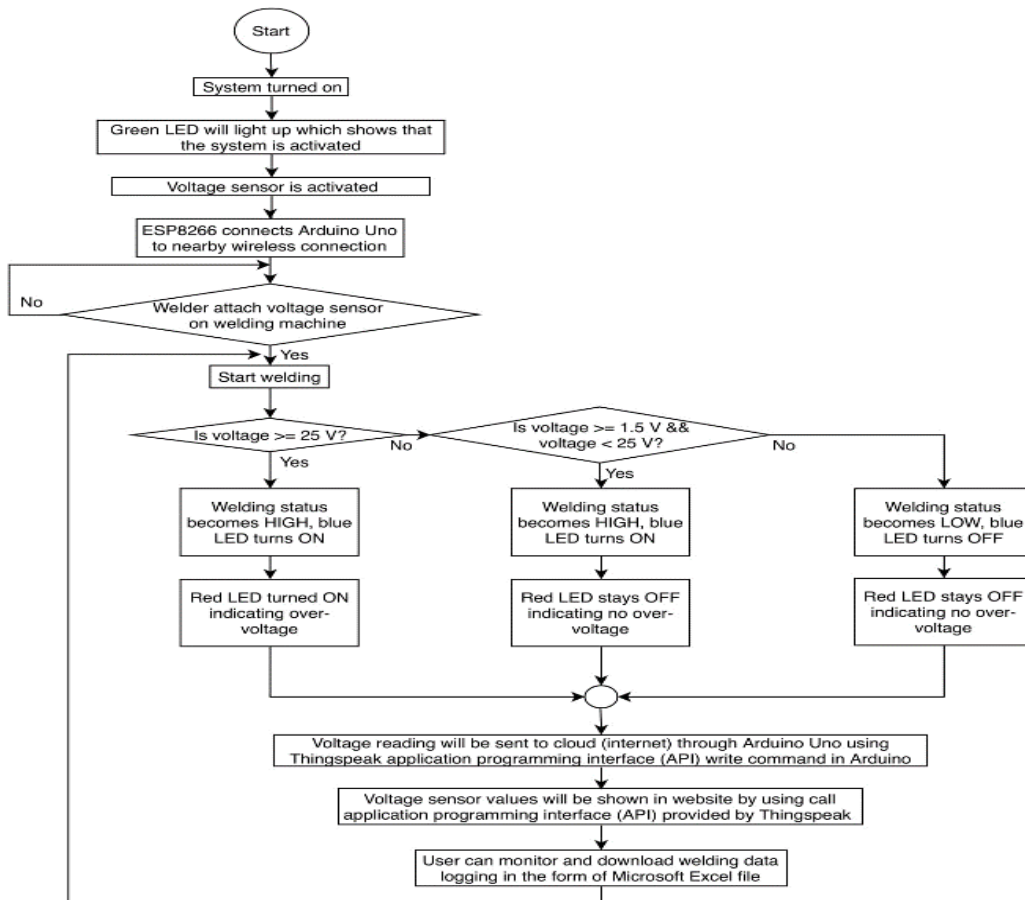 Start
System turned on
Green LED will light up which shows that
the system is activated
Voltage sensor is activated
ESP8266 connects Arduino Uno
to nearby wireless connection
No
Welder attach voltage sensor
on welding machine
Yes
Start welding
Is voltage >= 25 V?
No
Yes
Is voltage >= 1.5 V &&
voltage < 25 V?
No
Yes
Welding status
becomes HIGH, blue
LED turns ON
Welding status
becomes HIGH, blue
LED turns ON
Welding status
becomes LOW, blue
LED turns OFF
Red LED turned ON
indicating over-
voltage
Red LED stays OFF
indicating no over-
voltage
Red LED stays OFF
indicating no over-
voltage
Voltage reading will be sent to cloud (internet) through Arduino Uno using
Thingspeak application programming interface (API) write command in Arduino
Voltage sensor values will be shown in website by using call
application programming interface (API) provided by Thingspeak
User can monitor and download welding data
logging in the form of Microsoft Excel file